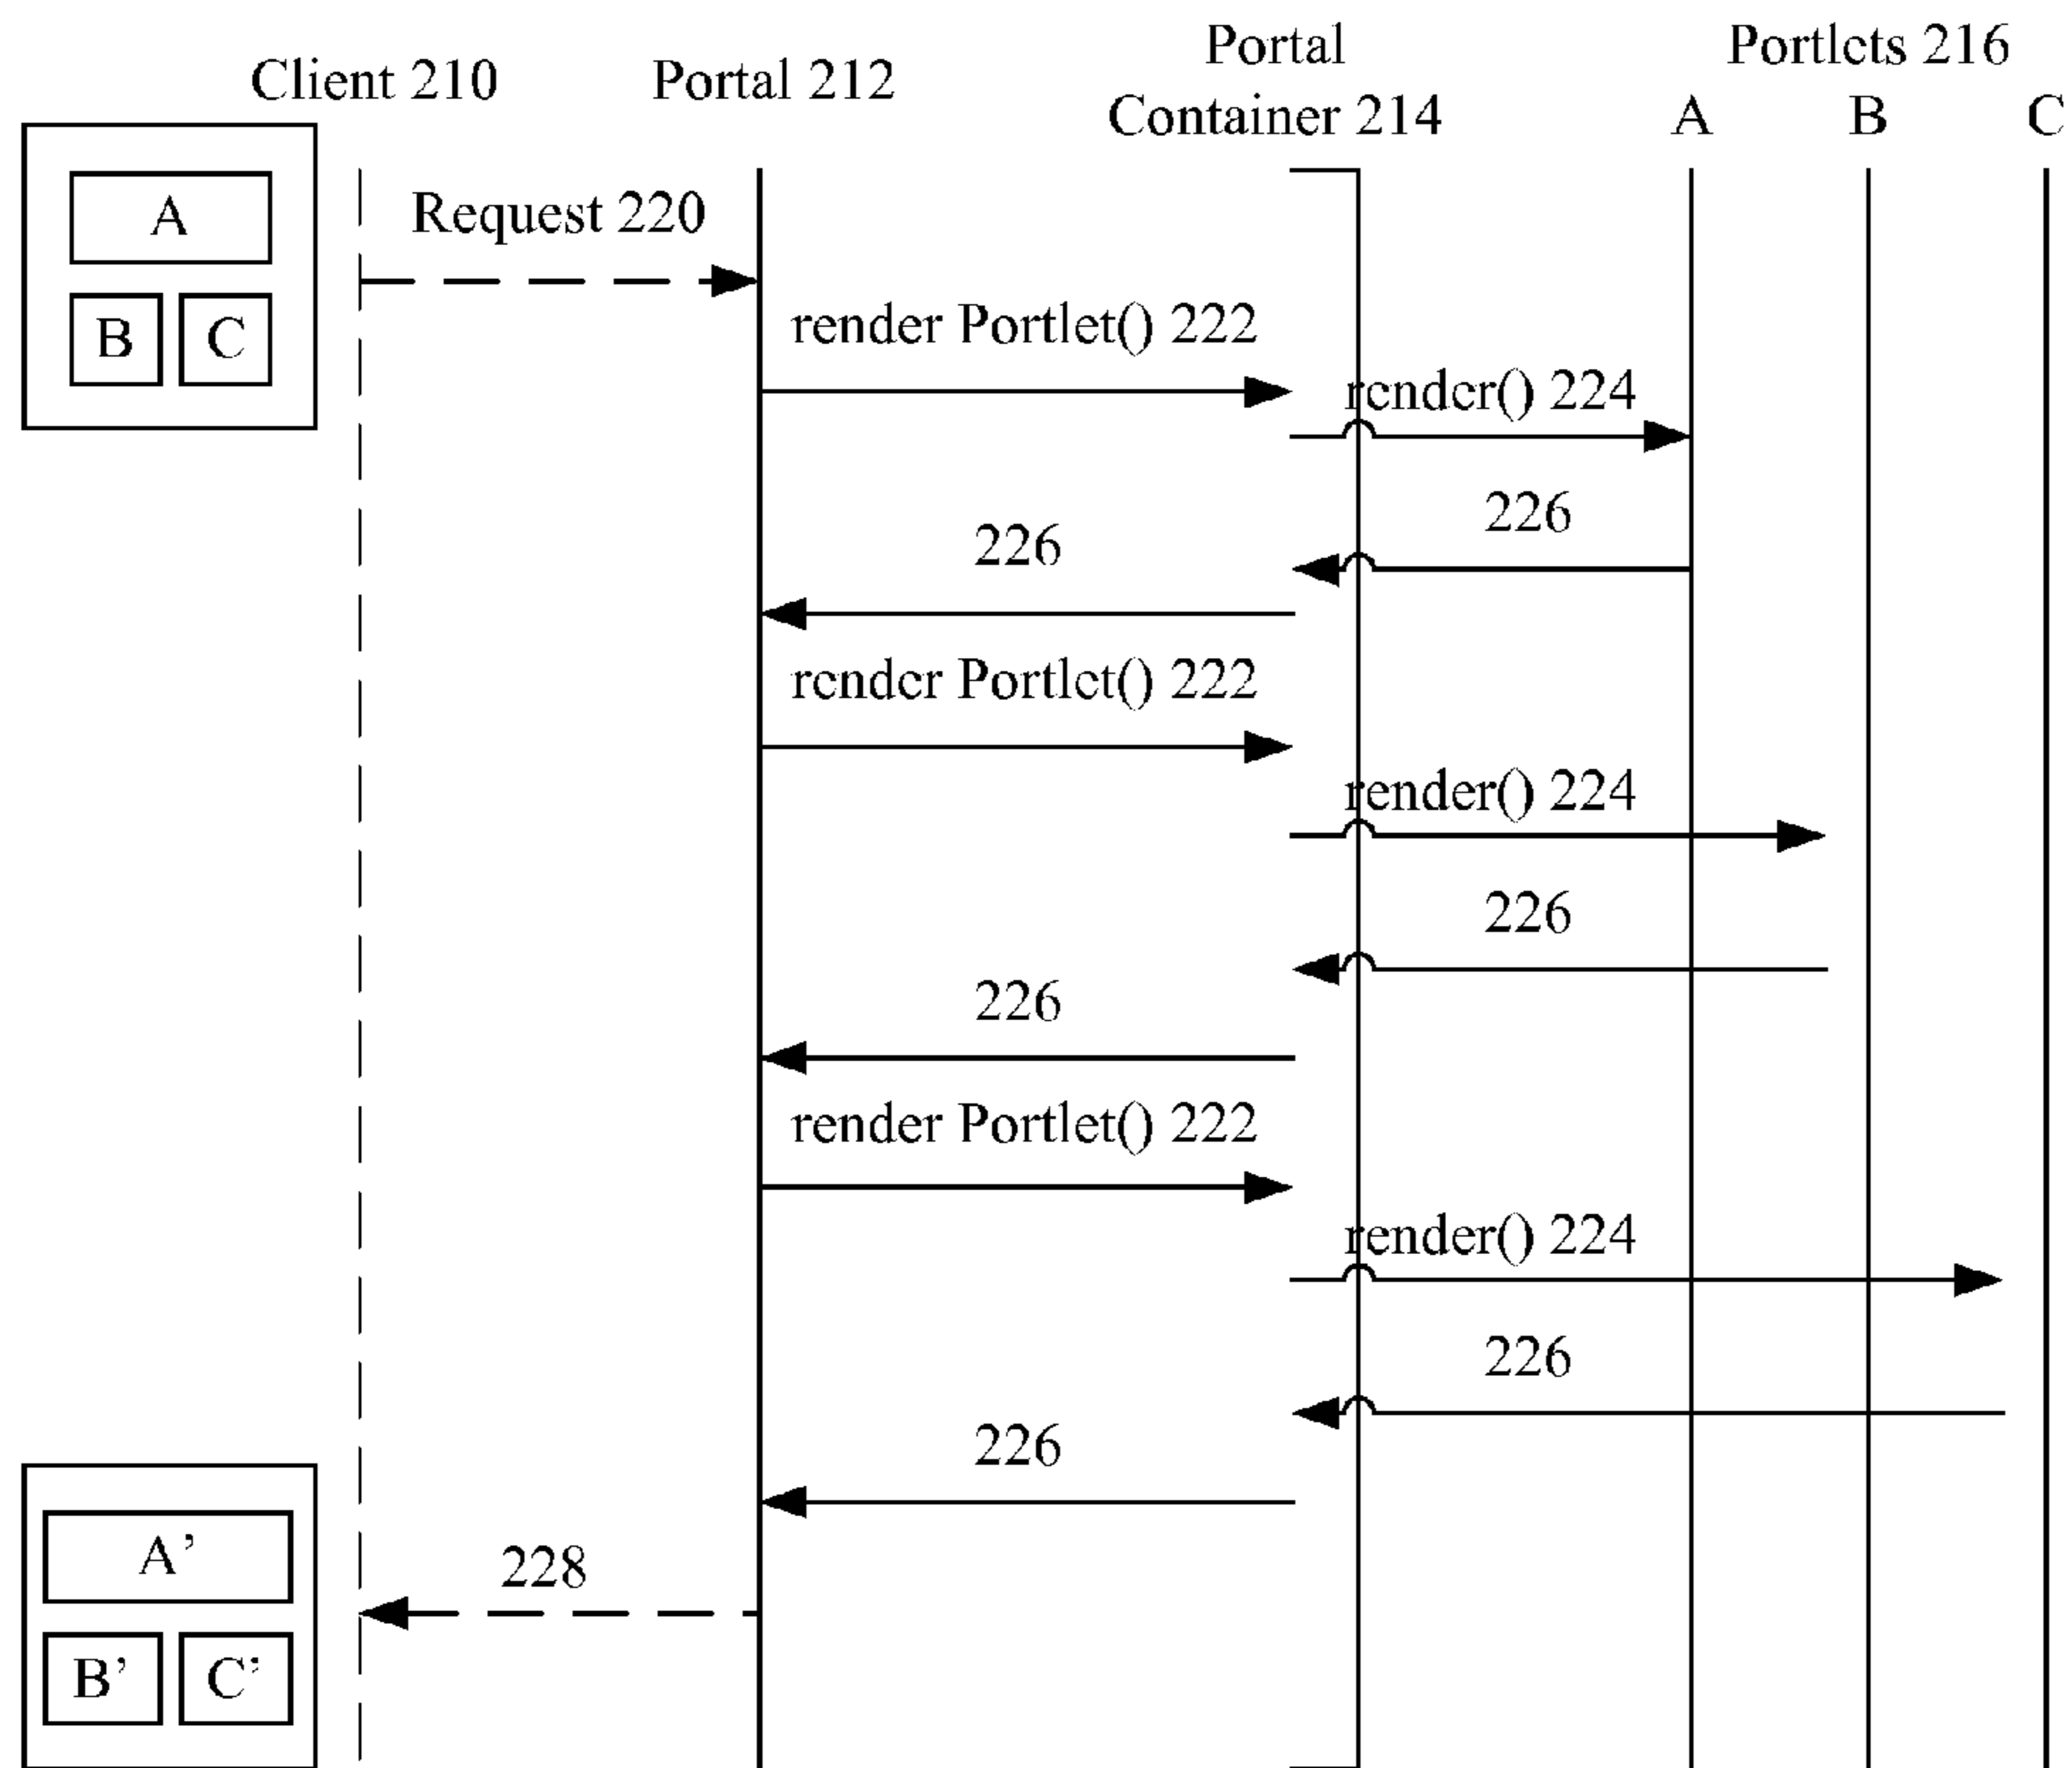 Client 210
Portal 212
Portal
Container 214
Portlets 216
A
B
C
A
B
C
Request 220
render Portlet() 222
render() 224
226
226
render Portlet() 222
render() 224
226
226
render Portlet() 222
render() 224
226
226
228
A’
B’
C’